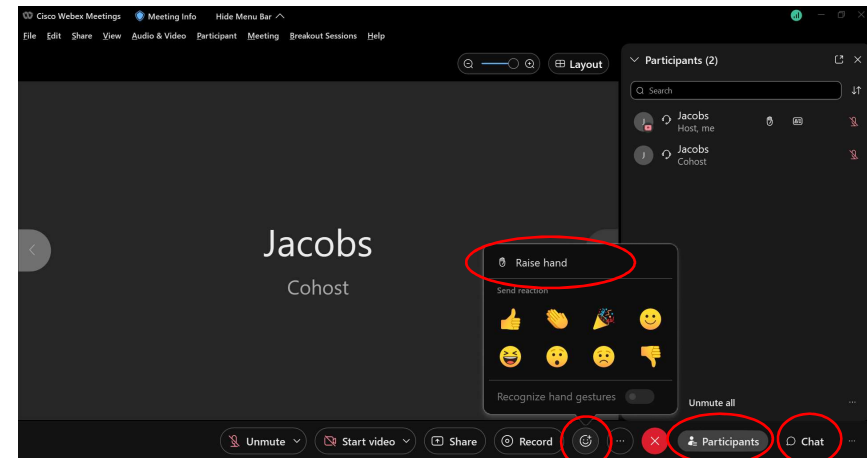 Cisco Webex Meetings Meeting Info Hide Menu Bar
File Edit Share View Audio & Video Participant Meeting Breakout Sessions Help
Layout
Participants (2)
Search
J Jacobs
Host, me
J Jacobs
Cohost
Jacobs
Cohost
Raise hand
Send reaction
Recognize hand gestures
Unmute all
Unmute Start video Share Record Participants Chat